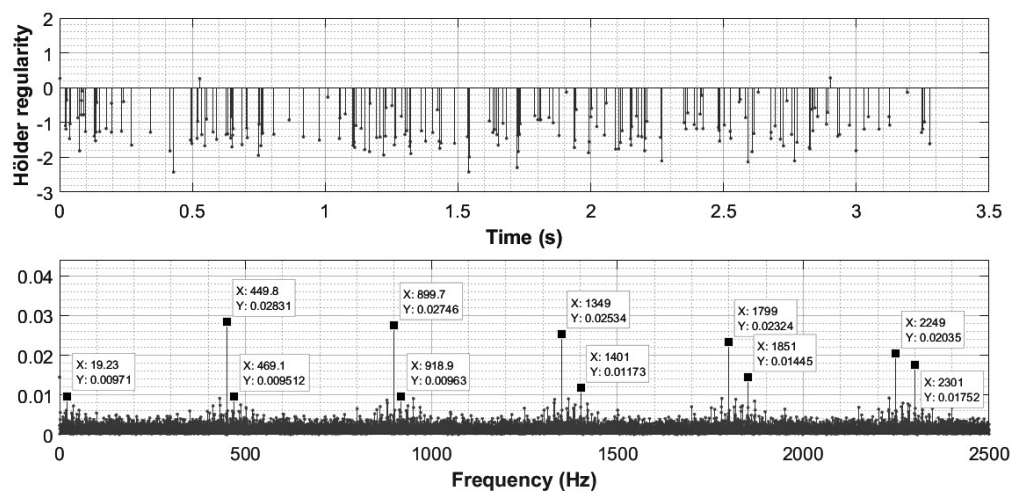 Hölder regularity
2
1
0
-1
-2
-3
0
0.5
1
1.5
2
2.5
3
3.5
Time (s)
0.04
0.03
0.02
0.01
0
X: 449.8
Y: 0.02831
X: 899.7
Y: 0.02746
X: 1349
Y: 0.02534
X: 1799
Y: 0.02324
X: 2249
Y: 0.02035
X: 19.23
Y: 0.00971
X: 469.1
Y: 0.009512
X: 918.9
Y: 0.00963
X: 1401
Y: 0.01173
X: 1851
Y: 0.01445
X: 2301
Y: 0.01752
0
500
1000
1500
2000
2500
Frequency (Hz)